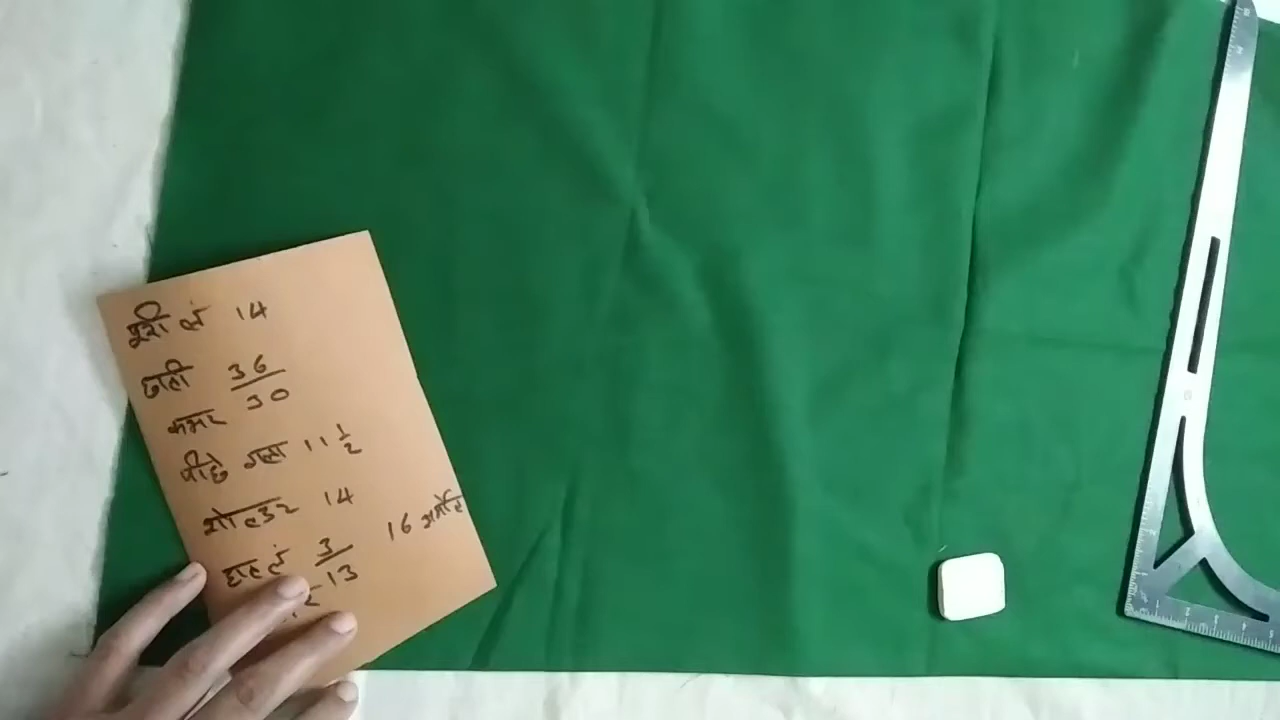 पूरी लं 14
छाती 36
कमर 30
पीछे गला 11 1/2
शोल्डर 14
3
13 16